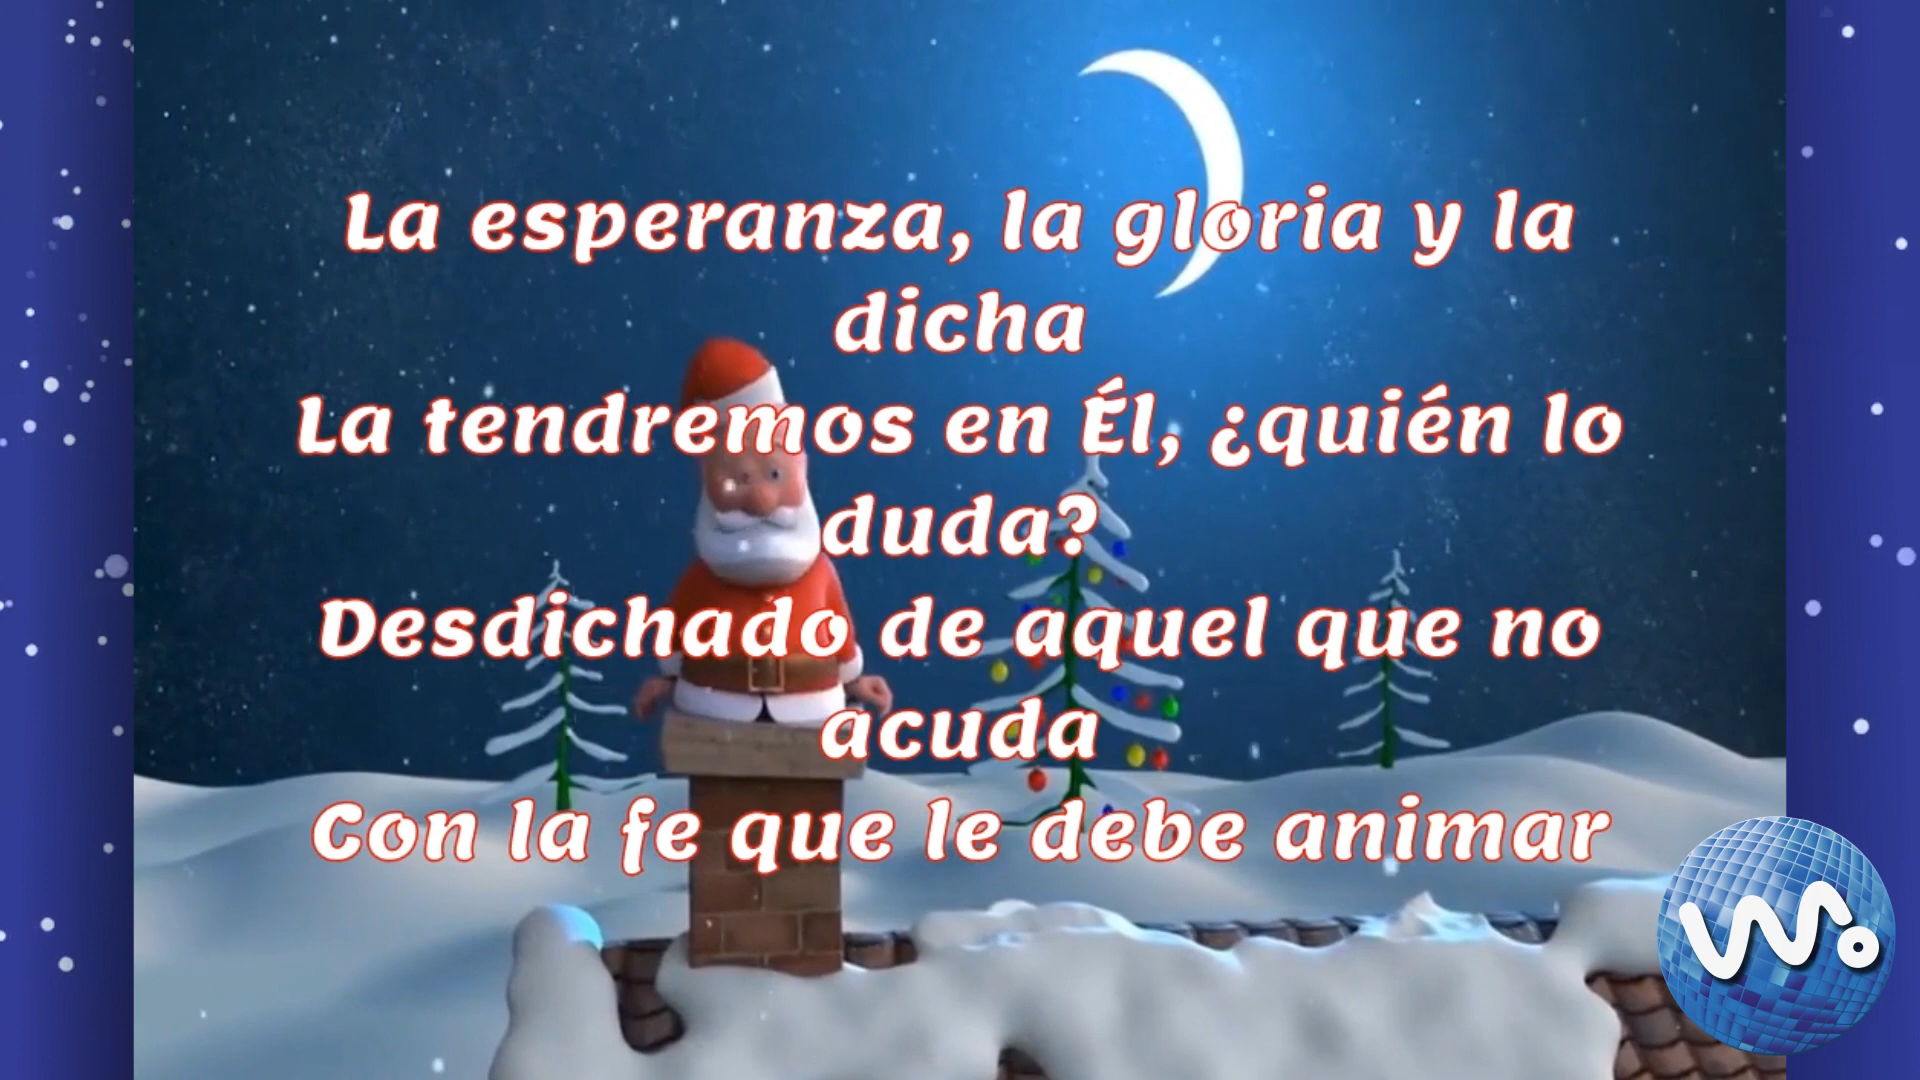 La esperanza, la gloria y la
dicha
La tendremos en Él, ¿quién lo
duda?
Desdichado de aquel que no
acuda
Con la fe que le debe animar